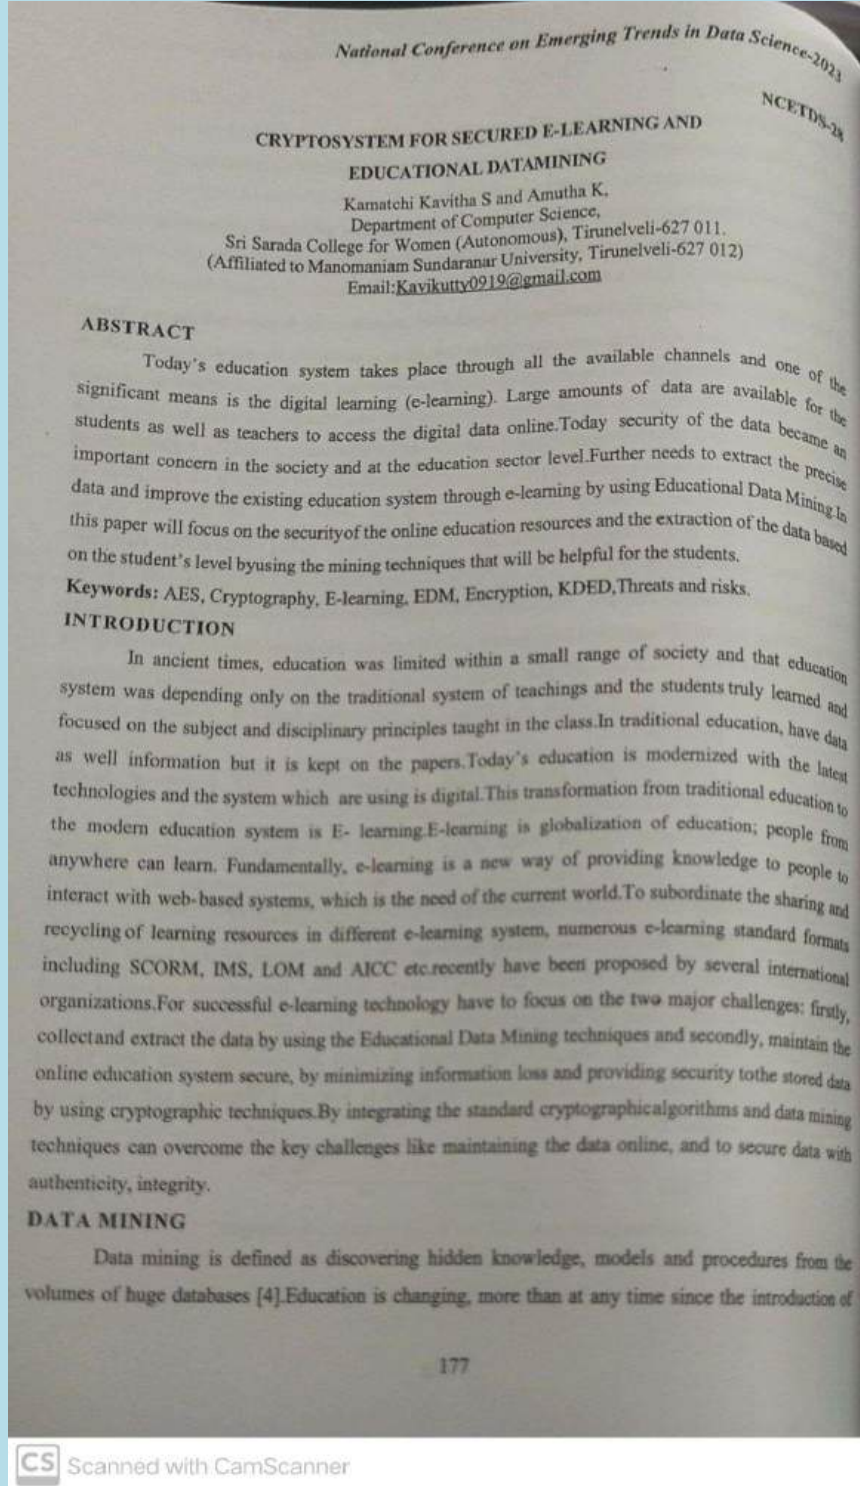 National Conference on Emerging Trends in Data Science-2023
NCETDS-28
CRYPTOSYSTEM FOR SECURED E-LEARNING AND
EDUCATIONAL DATAMINING
Kamatchi Kavitha S and Amutha K,
Department of Computer Science,
Sri Sarada College for Women (Autonomous), Tirunelveli-627 011.
(Affiliated to Manomaniam Sundaranar University, Tirunelveli-627 012)
Email:Kavikutty0919@gmail.com
ABSTRACT
Today's education system takes place through all the available channels and one of the
significant means is the digital learning (e-learning). Large amounts of data are available for the
students as well as teachers to access the digital data online.Today security of the data became an
important concern in the society and at the education sector level.Further needs to extract the precise
data and improve the existing education system through e-learning by using Educational Data Mining.In
this paper will focus on the securityof the online education resources and the extraction of the data based
on the student's level byusing the mining techniques that will be helpful for the students.
Keywords: AES, Cryptography, E-learning, EDM, Encryption, KDED,Threats and risks.
INTRODUCTION
In ancient times, education was limited within a small range of society and that education
system was depending only on the traditional system of teachings and the students truly learned and
focused on the subject and disciplinary principles taught in the class.In traditional education, have data
as well information but it is kept on the papers.Today's education is modernized with the latest
technologies and the system which are using is digital.This transformation from traditional education to
the modern education system is E- learning.E-learning is globalization of education; people from
anywhere can learn. Fundamentally, e-learning is a new way of providing knowledge to people to
interact with web-based systems, which is the need of the current world.To subordinate the sharing and
recycling of learning resources in different e-learning system, numerous e-learning standard formats
including SCORM, IMS, LOM and AICC etc.recently have been proposed by several international
organizations.For successful e-learning technology have to focus on the two major challenges: firstly,
collectand extract the data by using the Educational Data Mining techniques and secondly, maintain the
online education system secure, by minimizing information loss and providing security tothe stored data
by using cryptographic techniques.By integrating the standard cryptographicalgorithms and data mining
techniques can overcome the key challenges like maintaining the data online, and to secure data with
authenticity, integrity.
DATA MINING
Data mining is defined as discovering hidden knowledge, models and procedures from the
volumes of huge databases [4].Education is changing, more than at any time since the introduction of
177
CS Scanned with CamScanner